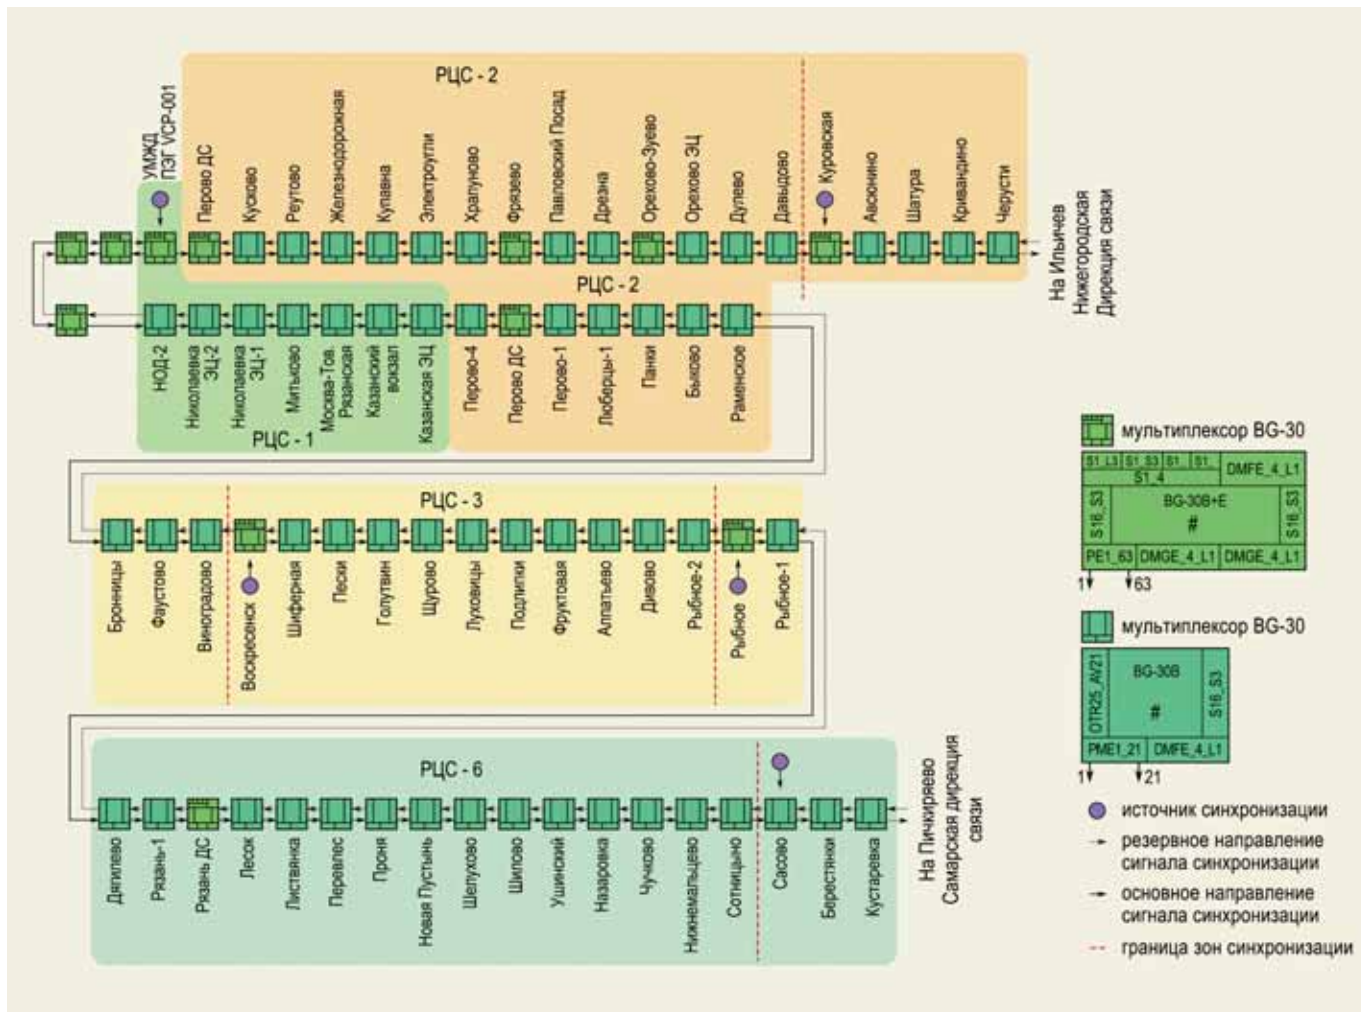 РЦС - 2
УМЖД
ПЭГ VCP-001
Перово ДС
Кусково
Реутово
Железнодорожная
Купавна
Электроугли
Храпуново
Фрязево
Павловский Посад
Дрезна
Орехово-Зуево
Орехово ЭЦ
Дулево
Давыдово
Куровская
Авсюнино
Шатура
Кривандино
Черусти
На Ильичев
Нижегородская
Дирекция связи
РЦС - 2
НОД-2
Николаевка
ЭЦ-2
Николаевка
ЭЦ-1
Митьково
Москва-Тов.
Рязанская
Казанский
вокзал
Казанская ЭЦ
Перово-4
Перово ДС
Перово-1
Люберцы-1
Панки
Быково
Раменское
РЦС - 1
РЦС - 3
Бронницы
Фаустово
Виноградово
Воскресенск
Шиферная
Пески
Голутвин
Щурово
Луховицы
Подлипки
Фруктовая
Алпатьево
Дивово
Рыбное-2
Рыбное
Рыбное-1
РЦС - 6
Дягилево
Рязань-1
Рязань ДС
Лесок
Листвянка
Перевлес
Проня
Новая Пустынь
Шелухово
Шилово
Ушинский
Назаровка
Чучково
Нижнемальцево
Сотницыно
Сасово
Берестянки
Кустаревка
На Пичкиряево
Самарская дирекция
связи
мультиплексор BG-30
S1_L3 S1_S3 S1_ S1_
S1_4
DMFE_4_L1
S16_S3
BG-30B+E
#
S16_S3
PE1_63 DMGE_4_L1 DMGE_4_L1
1 63
мультиплексор BG-30
OTR25_AV21
BG-30B
#
S16_S3
PME1_21 DMFE_4_L1
1 21
источник синхронизации
резервное направление
сигнала синхронизации
основное направление
сигнала синхронизации
граница зон синхронизации